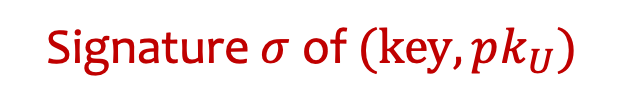 Signature σ of (key, pk_U)